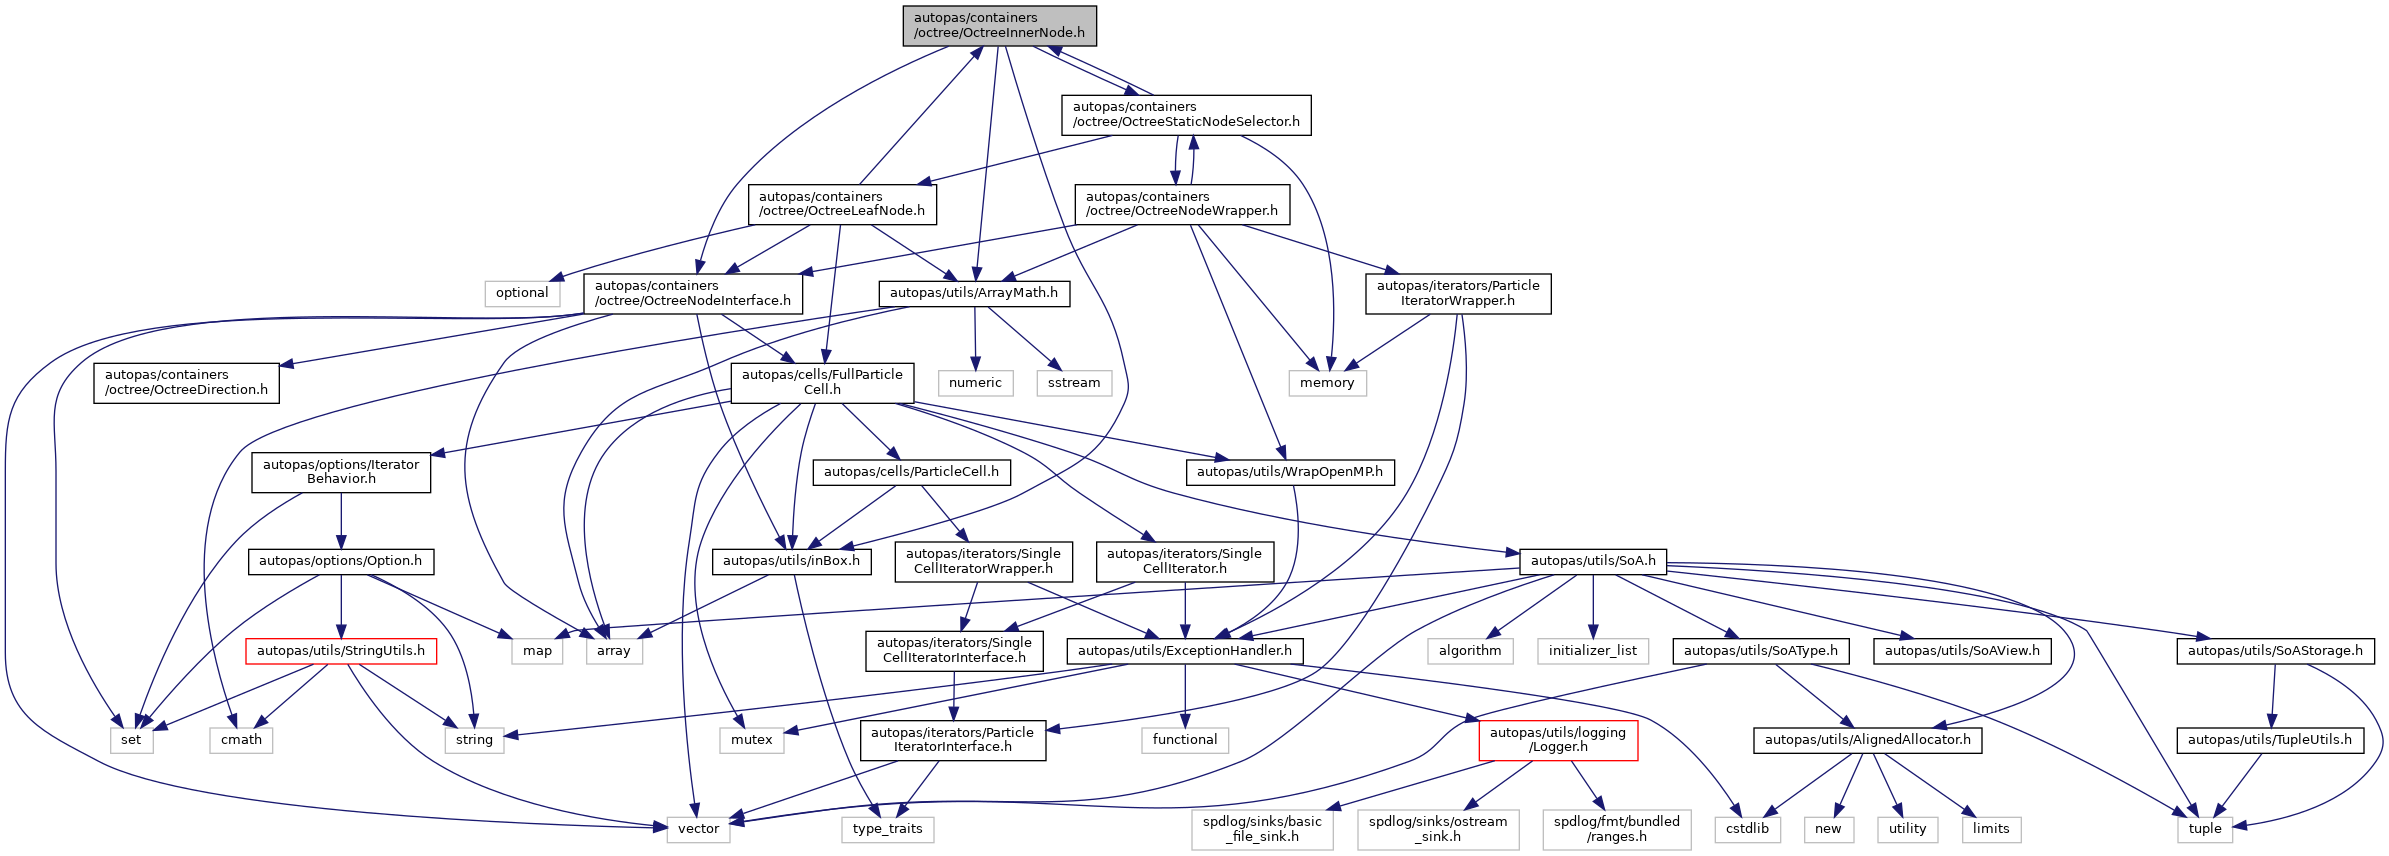 autopas/containers
/octree/OctreeInnerNode.h
autopas/containers
/octree/OctreeStaticNodeSelector.h
autopas/containers
/octree/OctreeLeafNode.h
autopas/containers
/octree/OctreeNodeWrapper.h
optional
autopas/containers
/octree/OctreeNodeInterface.h
autopas/utils/ArrayMath.h
autopas/iterators/Particle
IteratorWrapper.h
autopas/containers
/octree/OctreeDirection.h
autopas/cells/FullParticle
Cell.h
numeric
sstream
memory
autopas/options/Iterator
Behavior.h
autopas/cells/ParticleCell.h
autopas/utils/WrapOpenMP.h
autopas/options/Option.h
autopas/utils/inBox.h
autopas/iterators/Single
CellIteratorWrapper.h
autopas/iterators/Single
CellIterator.h
autopas/utils/SoA.h
autopas/utils/StringUtils.h
map
array
autopas/iterators/Single
CellIteratorInterface.h
autopas/utils/ExceptionHandler.h
algorithm
initializer_list
autopas/utils/SoAType.h
autopas/utils/SoAView.h
autopas/utils/SoAStorage.h
set
cmath
string
mutex
autopas/iterators/Particle
IteratorInterface.h
functional
autopas/utils/logging
/Logger.h
autopas/utils/AlignedAllocator.h
autopas/utils/TupleUtils.h
vector
type_traits
spdlog/sinks/basic
_file_sink.h
spdlog/sinks/ostream
_sink.h
spdlog/fmt/bundled
/ranges.h
cstdlib
new
utility
limits
tuple